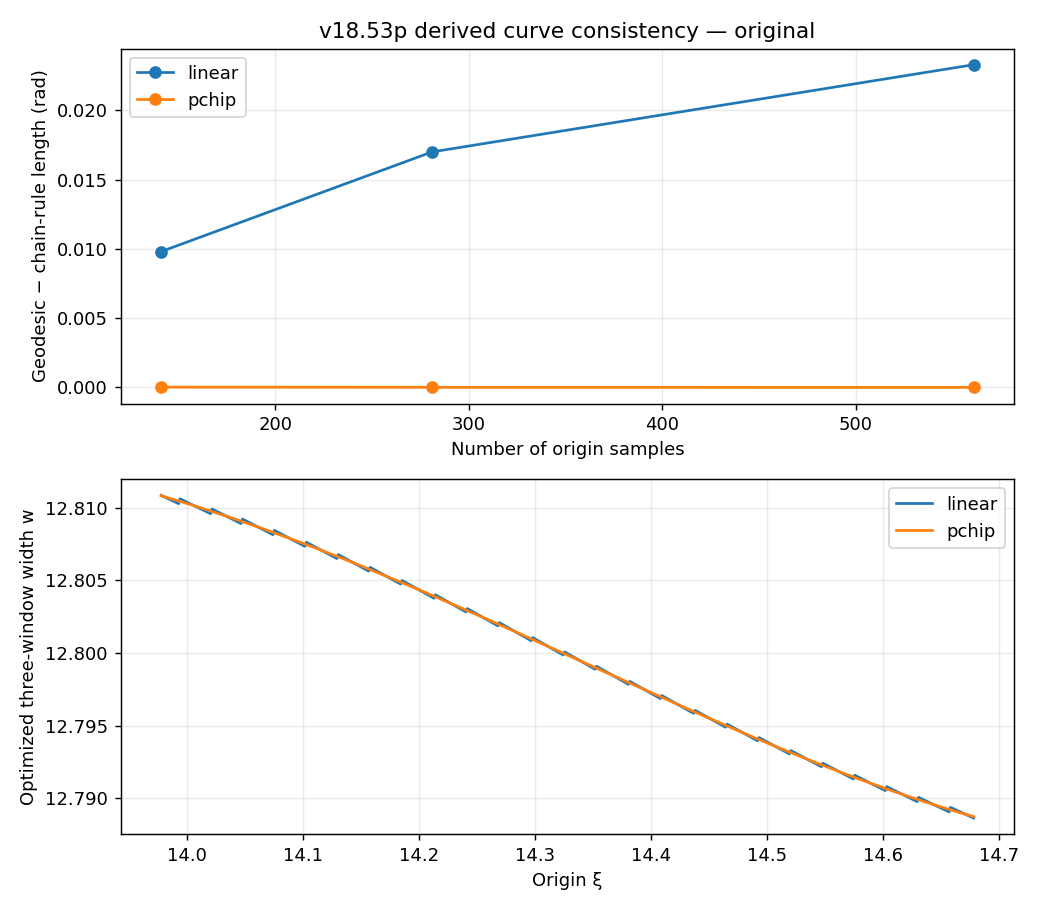 v18.53p derived curve consistency — original
linear
pchip
Geodesic − chain-rule length (rad)
0.020
0.015
0.010
0.005
0.000
200
300
400
500
Number of origin samples
linear
pchip
Optimized three-window width w
12.810
12.805
12.800
12.795
12.790
14.0
14.1
14.2
14.3
14.4
14.5
14.6
14.7
Origin ξ